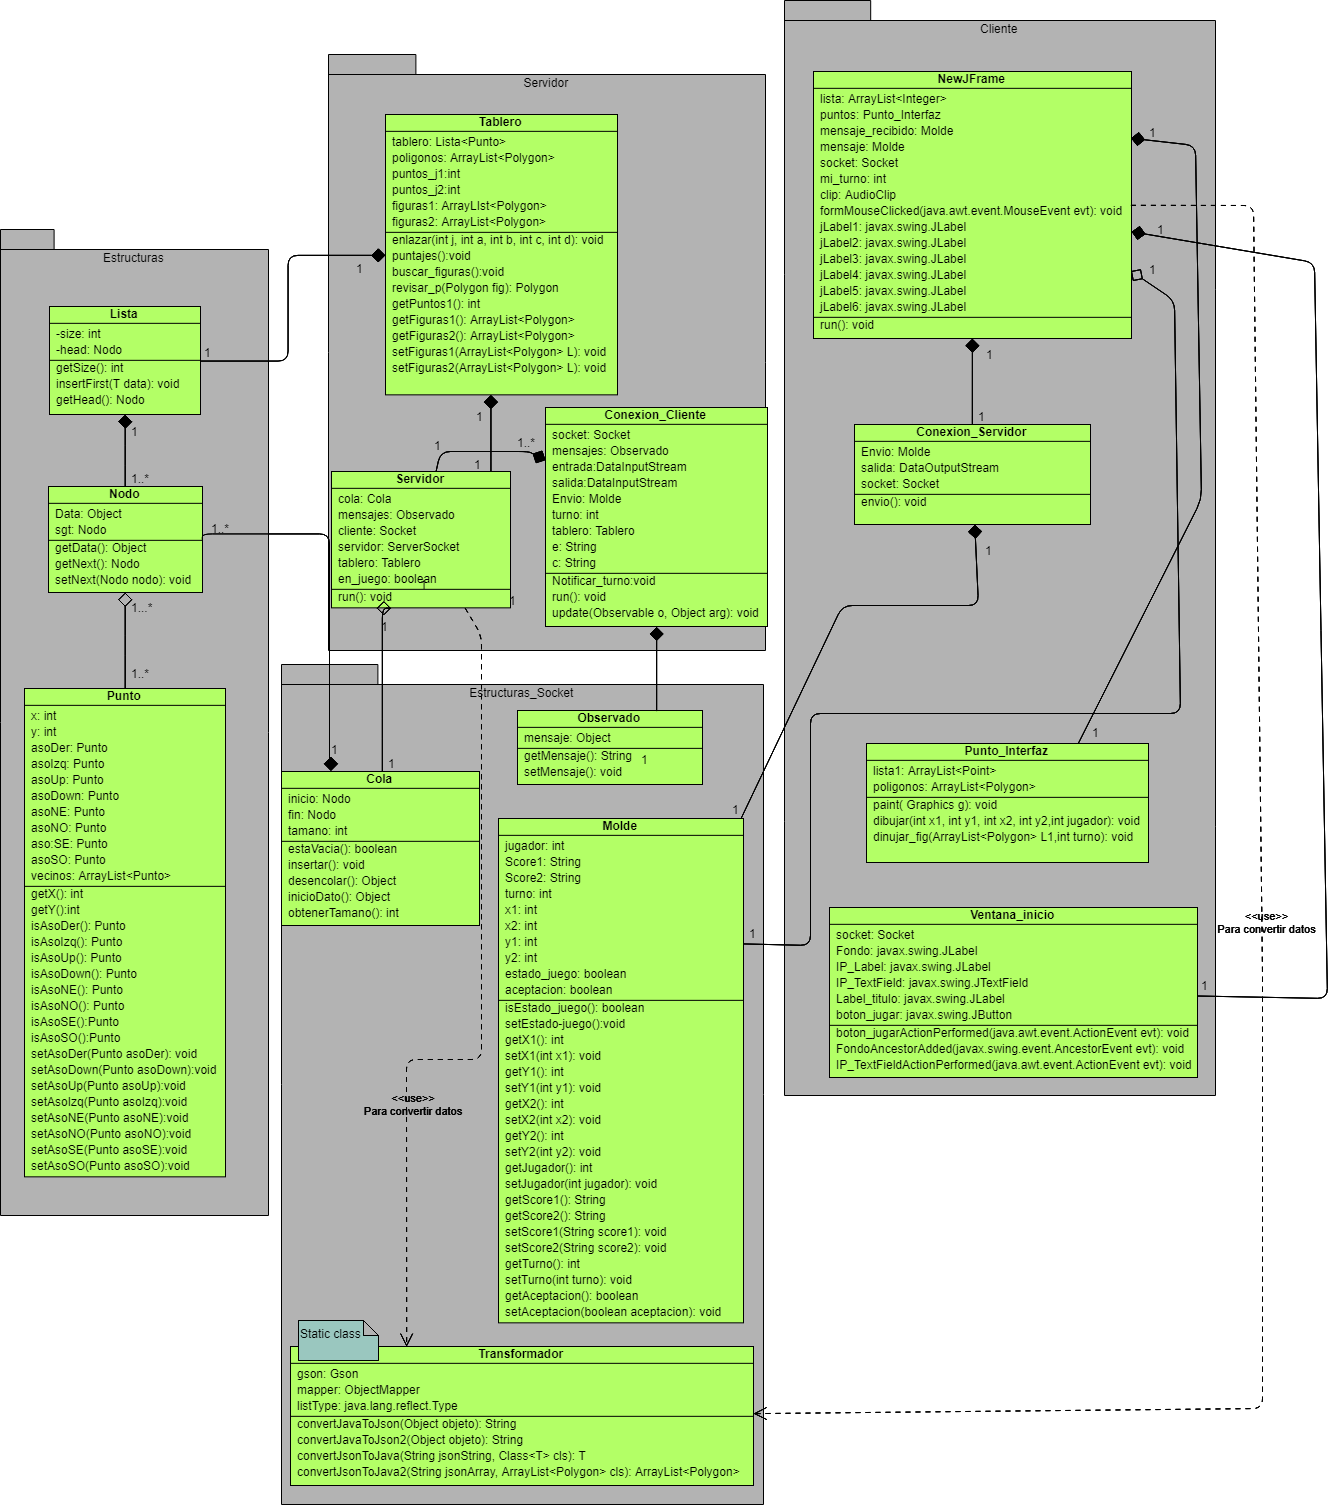 Cliente
NewJFrame
lista: ArrayList<Integer>
puntos: Punto_Interfaz
mensaje_recibido: Molde
mensaje: Molde
socket: Socket
mi_turno: int
clip: AudioClip
formMouseClicked(java.awt.event.MouseEvent evt): void
jLabel1: javax.swing.JLabel
jLabel2: javax.swing.JLabel
jLabel3: javax.swing.JLabel
jLabel4: javax.swing.JLabel
jLabel5: javax.swing.JLabel
jLabel6: javax.swing.JLabel
run(): void
1
1
1
1
1
Conexion_Servidor
Envio: Molde
salida: DataOutputStream
socket: Socket
envio(): void
1
1
Punto_Interfaz
lista1: ArrayList<Point>
poligonos: ArrayList<Polygon>
paint( Graphics g): void
dibujar(int x1, int y1, int x2, int y2,int jugador): void
dinujar_fig(ArrayList<Polygon> L1,int turno): void
Ventana_inicio
socket: Socket
Fondo: javax.swing.JLabel
IP_Label: javax.swing.JLabel
IP_TextField: javax.swing.JTextField
Label_titulo: javax.swing.JLabel
boton_jugar: javax.swing.JButton
boton_jugarActionPerformed(java.awt.event.ActionEvent evt): void
FondoAncestorAdded(javax.swing.event.AncestorEvent evt): void
IP_TextFieldActionPerformed(java.awt.event.ActionEvent evt): void
1
<<use>>
Para convertir datos
Servidor
Tablero
tablero: Lista<Punto>
poligonos: ArrayList<Polygon>
puntos_j1:int
puntos_j2:int
figuras1: ArrayLIst<Polygon>
figuras2: ArrayList<Polygon>
enlazar(int j, int a, int b, int c, int d): void
puntajes():void
buscar_figuras():void
revisar_p(Polygon fig): Polygon
getPuntos1(): int
getFiguras1(): ArrayList<Polygon>
getFiguras2(): ArrayList<Polygon>
setFiguras1(ArrayList<Polygon> L): void
setFiguras2(ArrayList<Polygon> L): void
1
1
1
1
1..*
Conexion_Cliente
socket: Socket
mensajes: Observado
entrada:DataInputStream
salida:DataInputStream
Envio: Molde
turno: int
tablero: Tablero
e: String
c: String
Notificar_turno:void
run(): void
update(Observable o, Object arg): void
Servidor
cola: Cola
mensajes: Observado
cliente: Socket
servidor: ServerSocket
tablero: Tablero
en_juego: boolean
run(): void
1
1
1
Estructuras
Lista
-size: int
-head: Nodo
getSize(): int
insertFirst(T data): void
getHead(): Nodo
1
1
1..*
Nodo
Data: Object
sgt: Nodo
getData(): Object
getNext(): Nodo
setNext(Nodo nodo): void
1..*
1...*
1..*
Punto
x: int
y: int
asoDer: Punto
asoIzq: Punto
asoUp: Punto
asoDown: Punto
asoNE: Punto
asoNO: Punto
aso:SE: Punto
asoSO: Punto
vecinos: ArrayList<Punto>
getX(): int
getY():int
isAsoDer(): Punto
isAsoIzq(): Punto
isAsoUp(): Punto
isAsoDown(): Punto
isAsoNE(): Punto
isAsoNO(): Punto
isAsoSE():Punto
isAsoSO():Punto
setAsoDer(Punto asoDer): void
setAsoDown(Punto asoDown):void
setAsoUp(Punto asoUp):void
setAsoIzq(Punto asoIzq):void
setAsoNE(Punto asoNE):void
setAsoNO(Punto asoNO):void
setAsoSE(Punto asoSE):void
setAsoSO(Punto asoSO):void
Estructuras_Socket
Observado
mensaje: Object
getMensaje(): String
setMensaje(): void
1
1
1
Cola
inicio: Nodo
fin: Nodo
tamano: int
estaVacia(): boolean
insertar(): void
desencolar(): Object
inicioDato(): Object
obtenerTamano(): int
1
1
Molde
jugador: int
Score1: String
Score2: String
turno: int
x1: int
x2: int
y1: int
y2: int
estado_juego: boolean
aceptacion: boolean
isEstado_juego(): boolean
setEstado-juego():void
getX1(): int
setX1(int x1): void
getY1(): int
setY1(int y1): void
getX2(): int
setX2(int x2): void
getY2(): int
setY2(int y2): void
getJugador(): int
setJugador(int jugador): void
getScore1(): String
getScore2(): String
setScore1(String score1): void
setScore2(String score2): void
getTurno(): int
setTurno(int turno): void
getAceptacion(): boolean
setAceptacion(boolean aceptacion): void
<<use>>
Para convertir datos
Static class
Transformador
gson: Gson
mapper: ObjectMapper
listType: java.lang.reflect.Type
convertJavaToJson(Object objeto): String
convertJavaToJson2(Object objeto): String
convertJsonToJava(String jsonString, Class<T> cls): T
convertJsonToJava2(String jsonArray, ArrayList<Polygon> cls): ArrayList<Polygon>